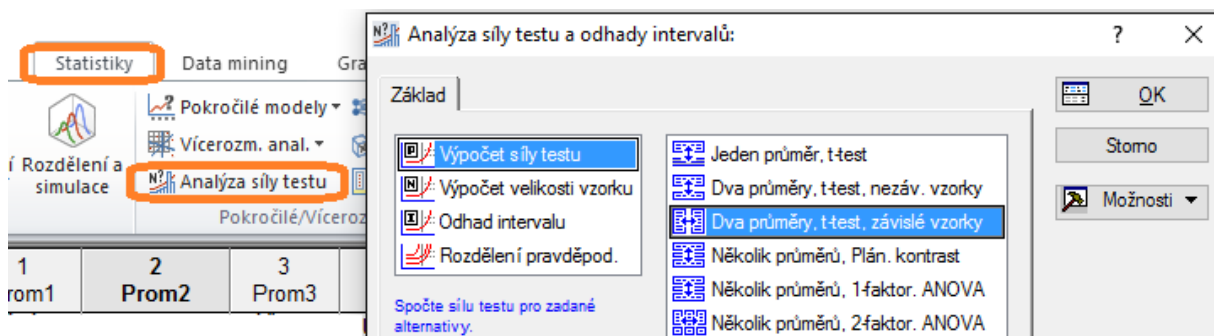 Statistiky Data mining Gra
Pokročilé modely
Vícerozm. anal.
í Rozdělení a
simulace
Analýza síly testu
Pokročilé/Víceroz
1 2 3
rom1 Prom2 Prom3
Analýza síly testu a odhady intervalů: ?
Základ
Výpočet síly testu
Výpočet velikosti vzorku
Odhad intervalu
Rozdělení pravděpod.
Spočte sílu testu pro zadané
alternativy.
Jeden průměr, t-test
Dva průměry, t-test, nezáv. vzorky
Dva průměry, t-test, závislé vzorky
Několik průměrů, Plán. kontrast
Několik průměrů, 1-faktor. ANOVA
Několik průměrů, 2-faktor. ANOVA
OK
Storno
Možnosti